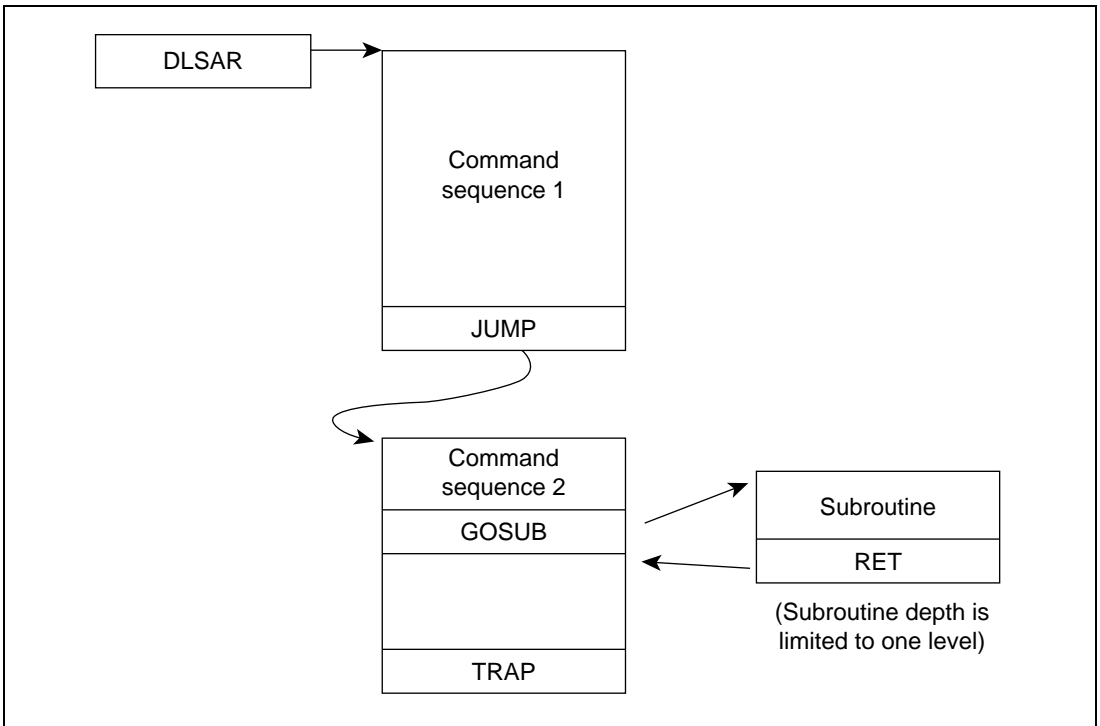 DLSAR
Command
sequence 1
JUMP
Command
sequence 2
GOSUB
TRAP
Subroutine
RET
(Subroutine depth is
limited to one level)